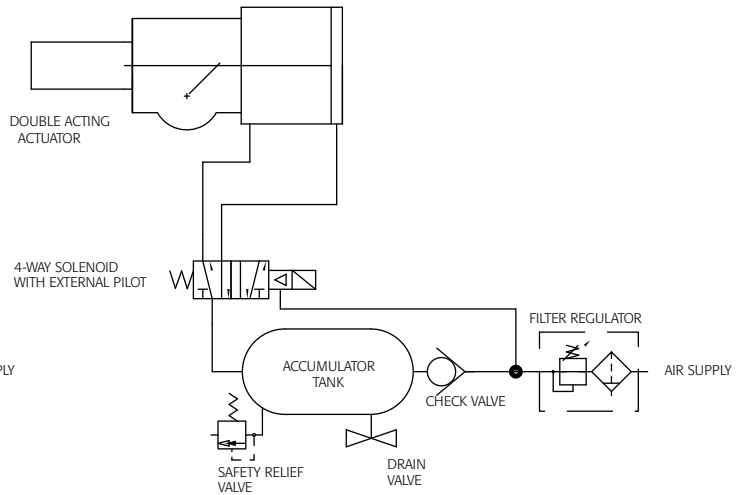 DOUBLE ACTING
ACTUATOR
4-WAY SOLENOID
WITH EXTERNAL PILOT
FILTER REGULATOR
PLY
ACCUMULATOR
TANK
AIR SUPPLY
CHECK VALVE
SAFETY RELIEF
VALVE
DRAIN
VALVE